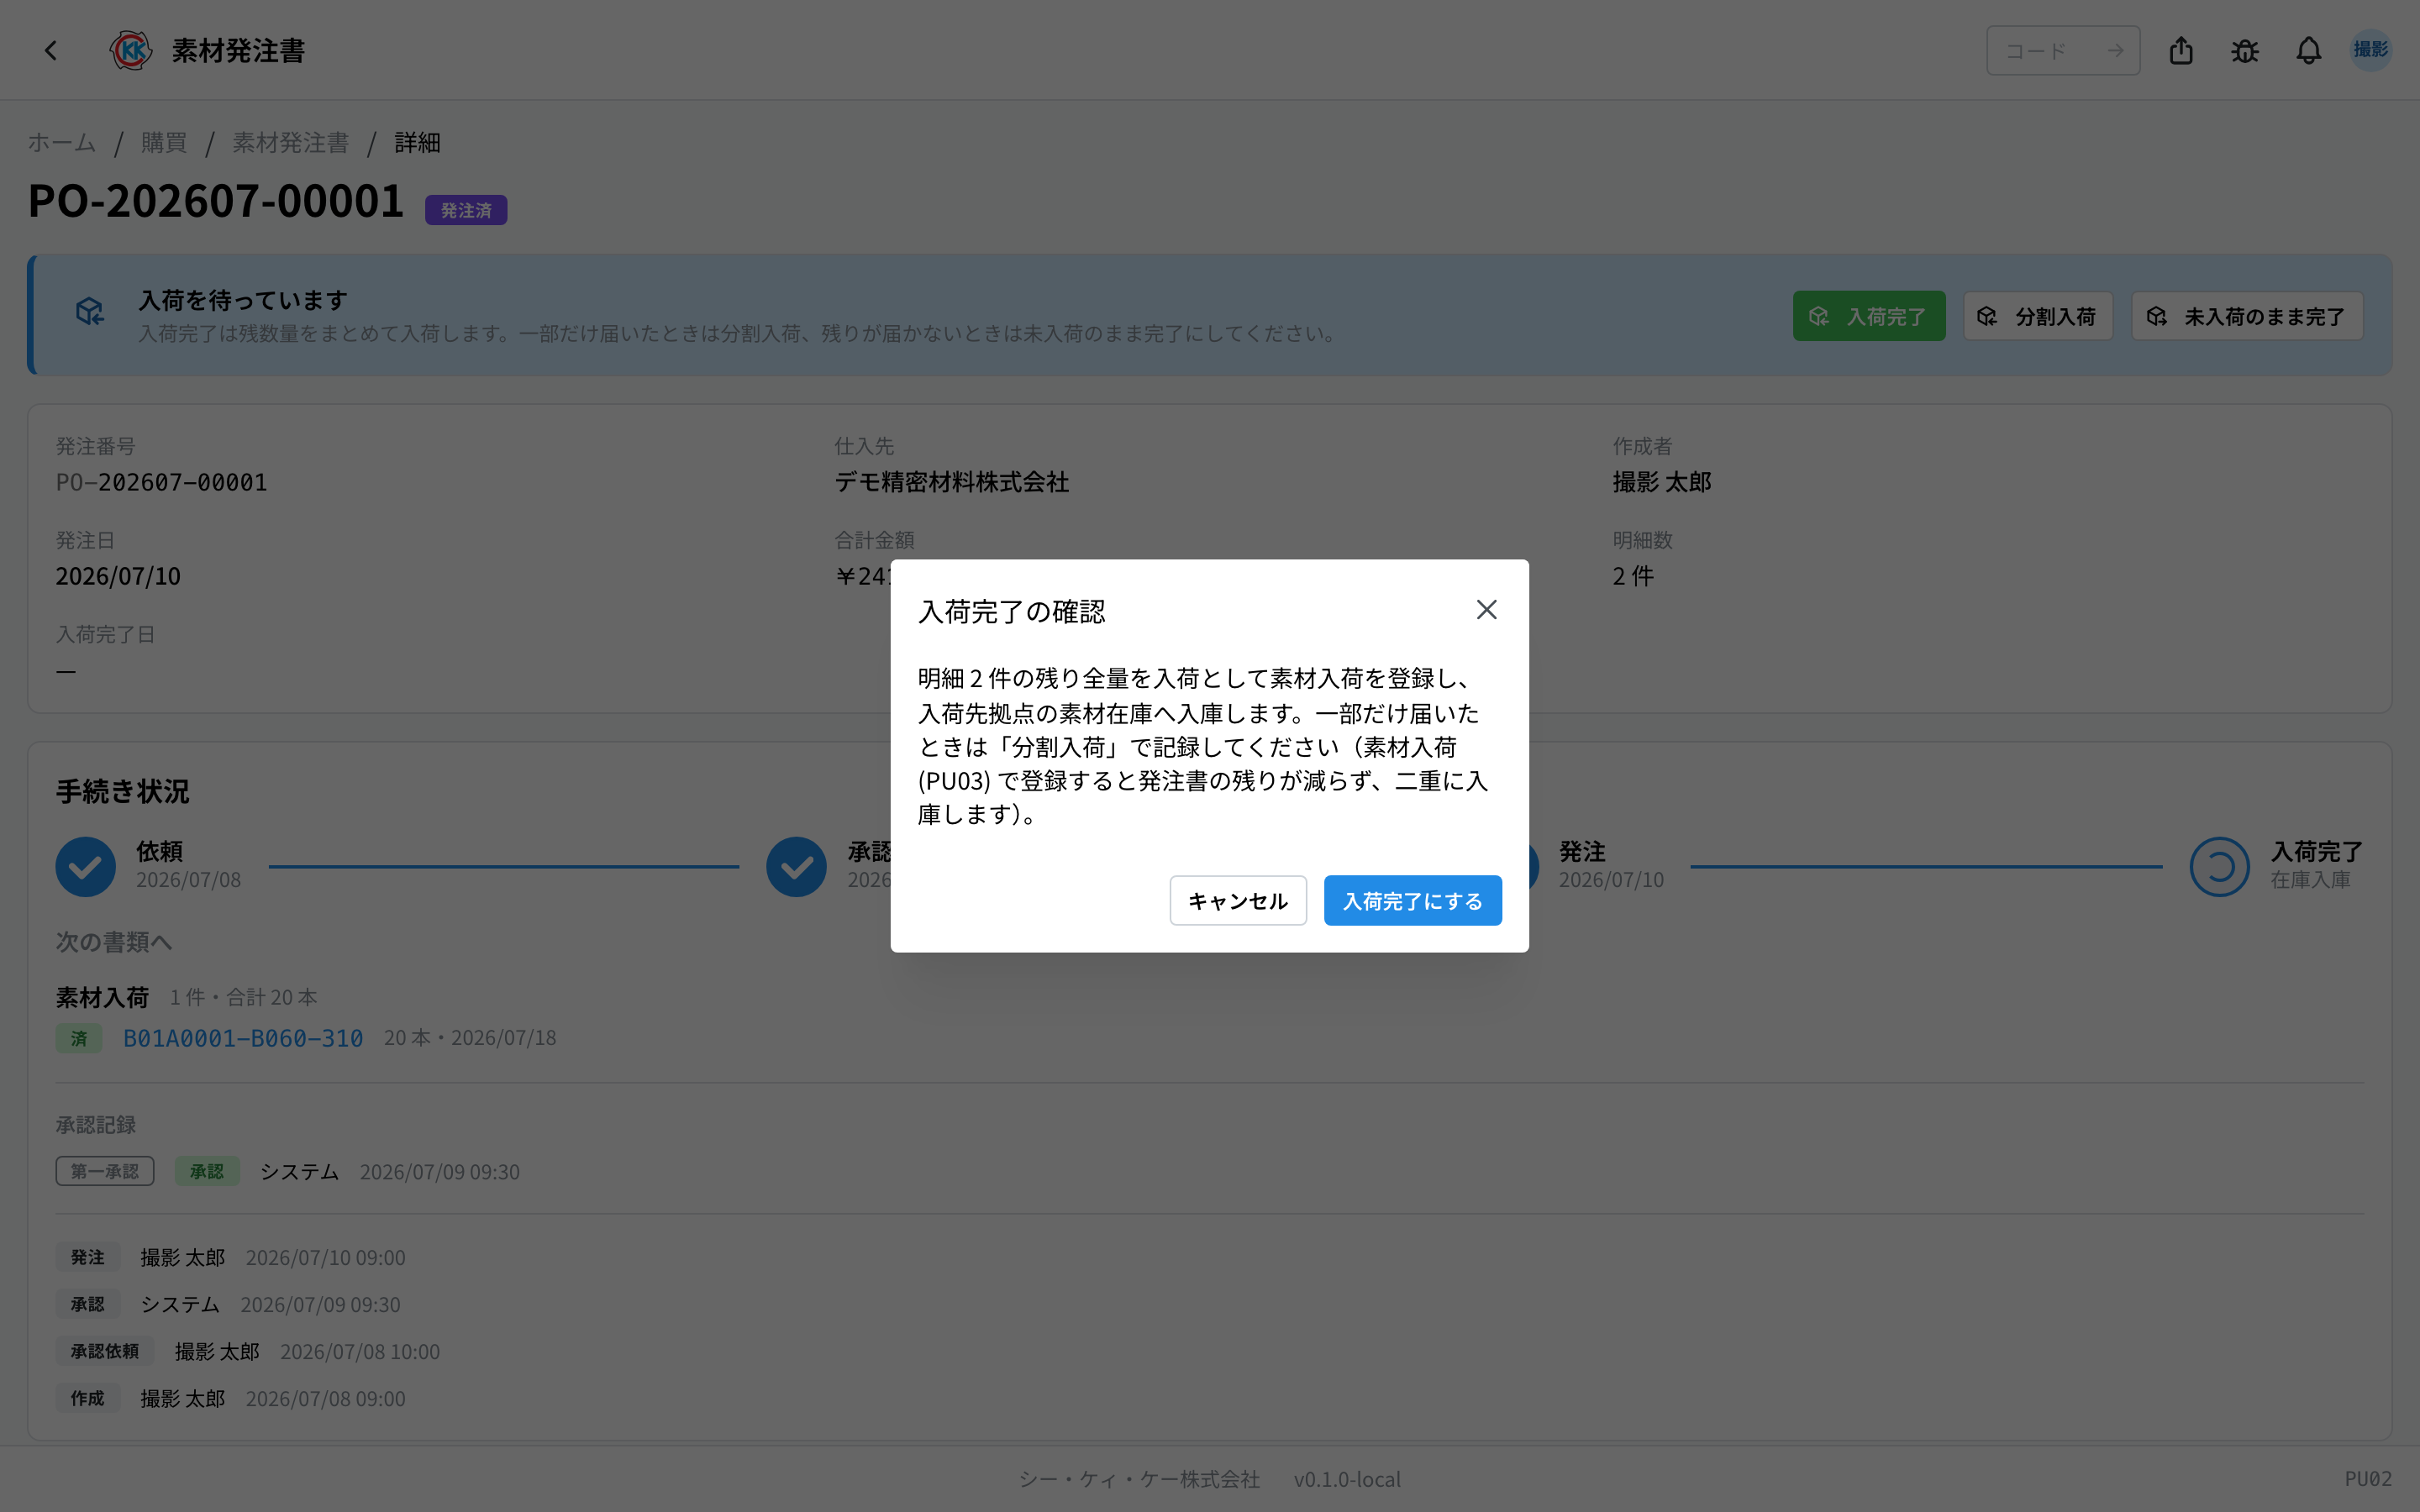 素材発注書
コード
撮影
ホーム / 購買 / 素材発注書 / 詳細
PO-202607-00001 発注済
入荷を待っています
入荷完了は残数量をまとめて入荷します。一部だけ届いたときは分割入荷、残りが届かないときは未入荷のまま完了にしてください。
入荷完了 分割入荷 未入荷のまま完了
発注番号 仕入先 作成者
PO-202607-00001 デモ精密材料株式会社 撮影 太郎
発注日 合計金額 明細数
2026/07/10 ¥24 2 件
入荷完了日
—
入荷完了の確認
明細 2 件の残り全量を入荷として素材入荷を登録し、
入荷先拠点の素材在庫へ入庫します。一部だけ届いた
ときは「分割入荷」で記録してください（素材入荷
(PU03) で登録すると発注書の残りが減らず、二重に入
庫します）。
キャンセル 入荷完了にする
手続き状況
依頼 承認 発注 入荷完了
2026/07/08 2026 2026/07/10 在庫入庫
次の書類へ
素材入荷 1 件・合計 20 本
済 B01A0001-B060-310 20 本・2026/07/18
承認記録
第一承認 承認 システム 2026/07/09 09:30
発注 撮影 太郎 2026/07/10 09:00
承認 システム 2026/07/09 09:30
承認依頼 撮影 太郎 2026/07/08 10:00
作成 撮影 太郎 2026/07/08 09:00
シー・ケィ・ケー株式会社 v0.1.0-local
PU02